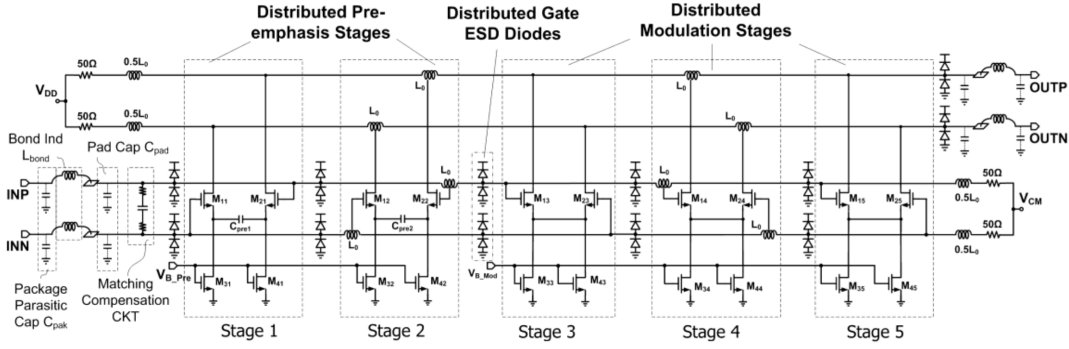 Distributed Pre-
emphasis Stages
Distributed Gate
ESD Diodes
Distributed
Modulation Stages
50Ω
0.5L0
L0
L0
VDD
OUTP
50Ω
0.5L0
L0
L0
OUTN
Bond Ind
Lbond
Pad Cap Cpad
INP
L0
L0
50Ω
0.5L0
M11
M21
M12
M22
M13
M23
M14
M24
M15
M25
VCM
Cpre1
Cpre2
INN
L0
L0
50Ω
0.5L0
VB_Pre
VB_Mod
M31
M41
M32
M42
M33
M43
M34
M44
M35
M45
Package
Parasitic
Cap Cpak
Matching
Compensation
CKT
Stage 1
Stage 2
Stage 3
Stage 4
Stage 5